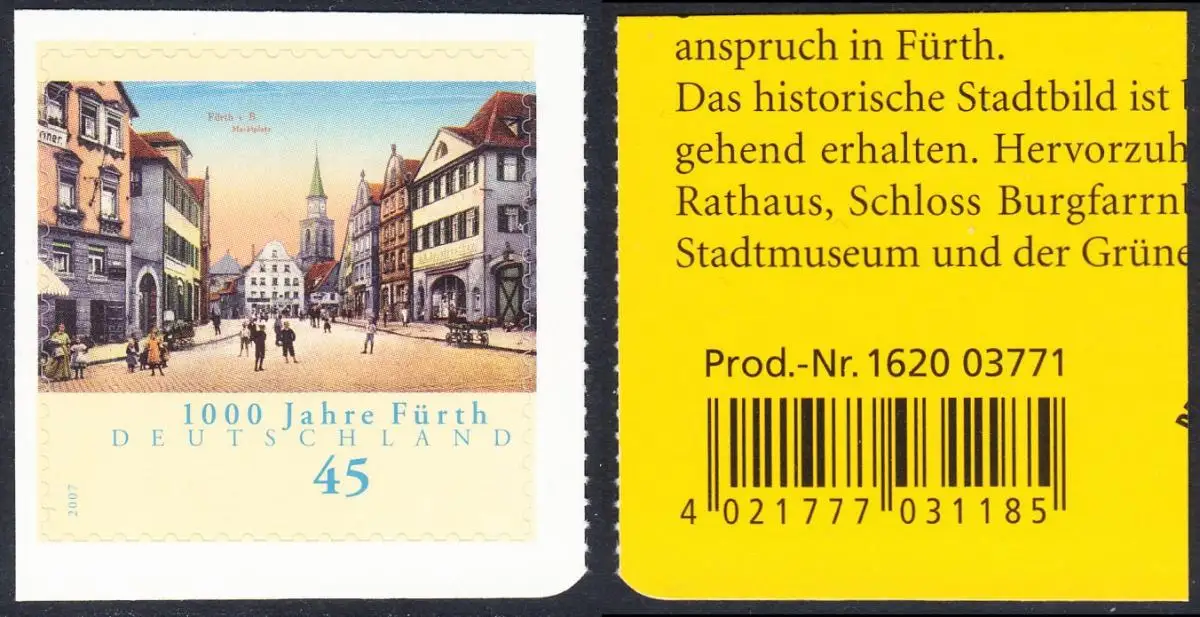 Fürth i. B.
Marktplatz
1000 Jahre Fürth
DEUTSCHLAND
45
2007
anspruch in Fürth.
Das historische Stadtbild ist
gehend erhalten. Hervorzuh
Rathaus, Schloss Burgfarrn
Stadtmuseum und der Grüne
Prod.-Nr. 1620 03771
4 021777 031185